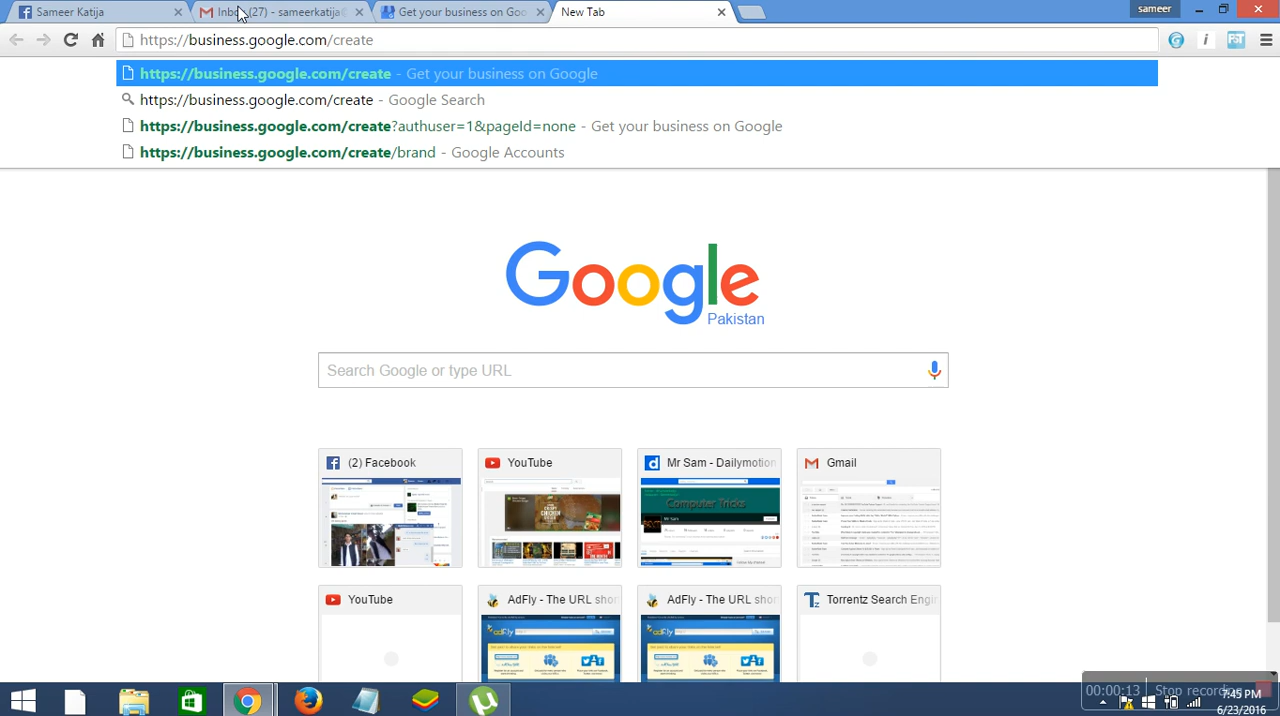 Sameer Katija
Inbox (27) - sameerkatija@
Get your business on Goo
New Tab
sameer
https://business.google.com/create
https://business.google.com/create - Get your business on Google
https://business.google.com/create - Google Search
https://business.google.com/create?authuser=1&pageId=none - Get your business on Google
https://business.google.com/create/brand - Google Accounts
Google
Pakistan
Search Google or type URL
(2) Facebook
YouTube
Mr Sam - Dailymotion
Gmail
Computer Tricks
Mr Sam
YouTube
AdFly - The URL shor
AdFly - The URL shor
Torrentz Search Engi
00:00:13
Stop recording
7:45 PM
6/23/2016